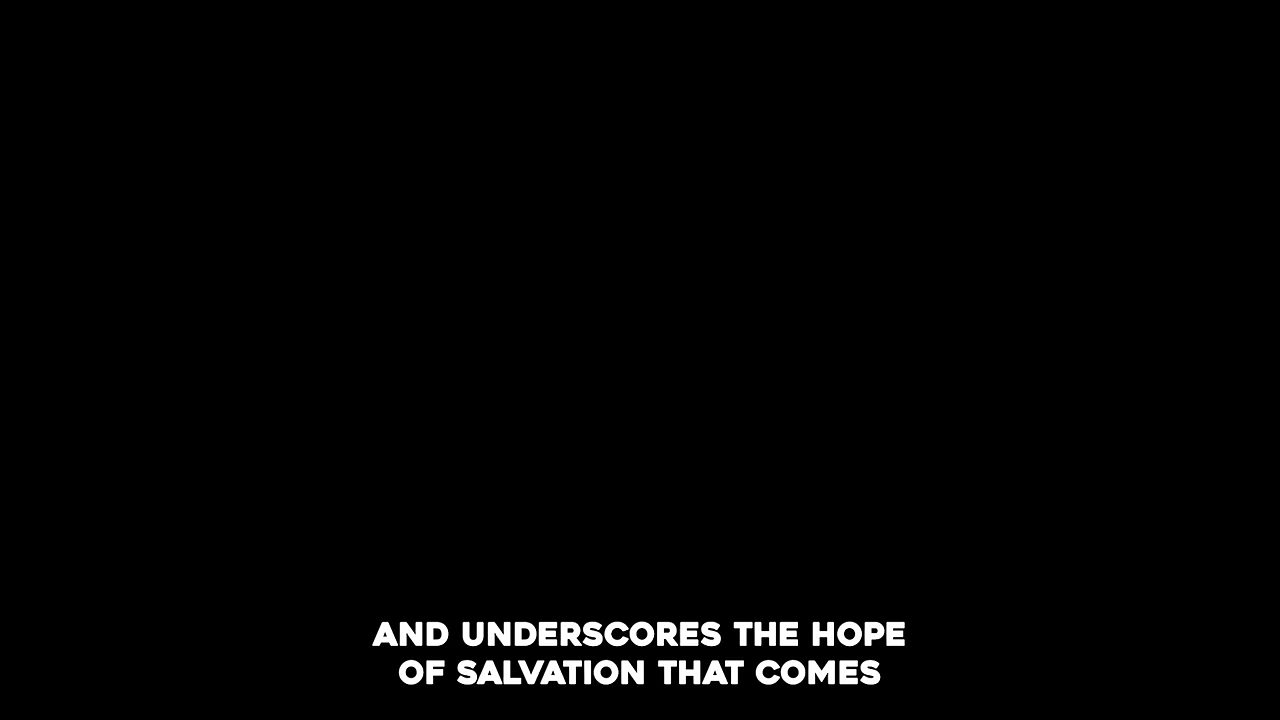 AND UNDERSCORES THE HOPE
OF SALVATION THAT COMES